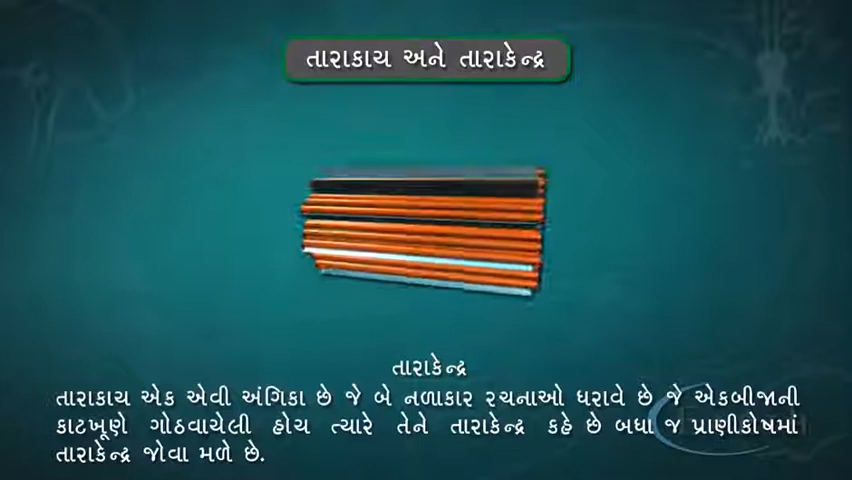 તારાકાય અને તારાકેન્દ્ર
તારાકેન્દ્ર
તારાકાય એક એવી અંગિકા છે જે બે નળાકાર રચનાઓ ધરાવે છે જે એકબીજાની
કાટખૂણે ગોઠવાયેલી હોય ત્યારે તેને તારાકેન્દ્ર કહે છે બધા જ પ્રાણીકોષમાં
તારાકેન્દ્ર જોવા મળે છે.